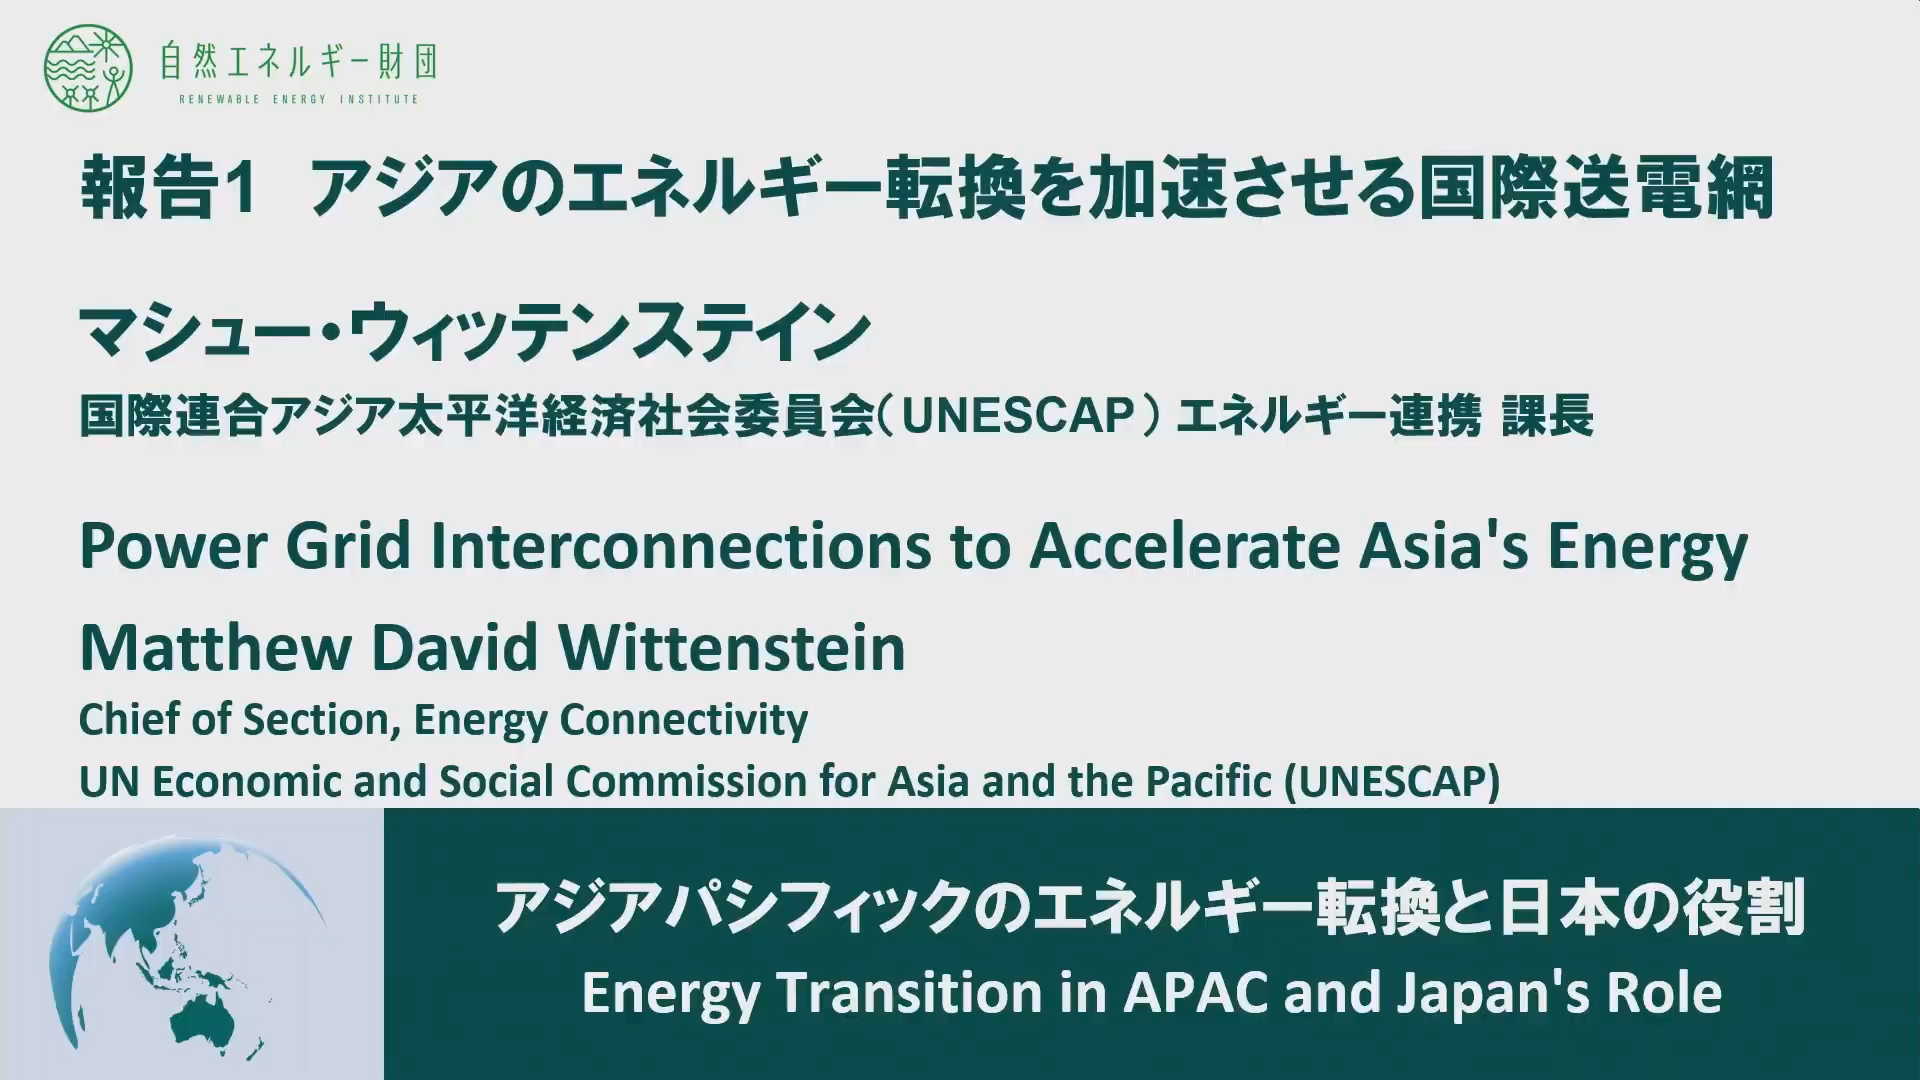 自然エネルギー財団
RENEWABLE ENERGY INSTITUTE
報告1 アジアのエネルギー転換を加速させる国際送電網
マシュー・ウィッテンステイン
国際連合アジア太平洋経済社会委員会（UNESCAP）エネルギー連携 課長
Power Grid Interconnections to Accelerate Asia's Energy
Matthew David Wittenstein
Chief of Section, Energy Connectivity
UN Economic and Social Commission for Asia and the Pacific (UNESCAP)
アジアパシフィックのエネルギー転換と日本の役割
Energy Transition in APAC and Japan's Role